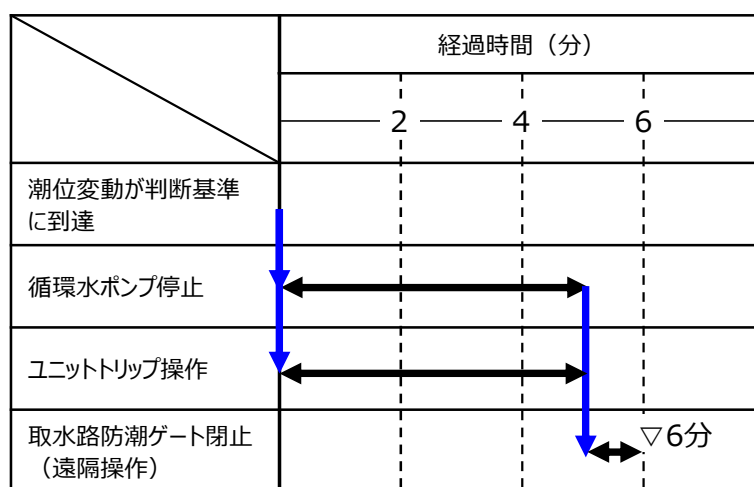 経過時間（分）
2 4 6
潮位変動が判断基準
に到達
循環水ポンプ停止
ユニットトリップ操作
取水路防潮ゲート閉止
（遠隔操作）
▽6分